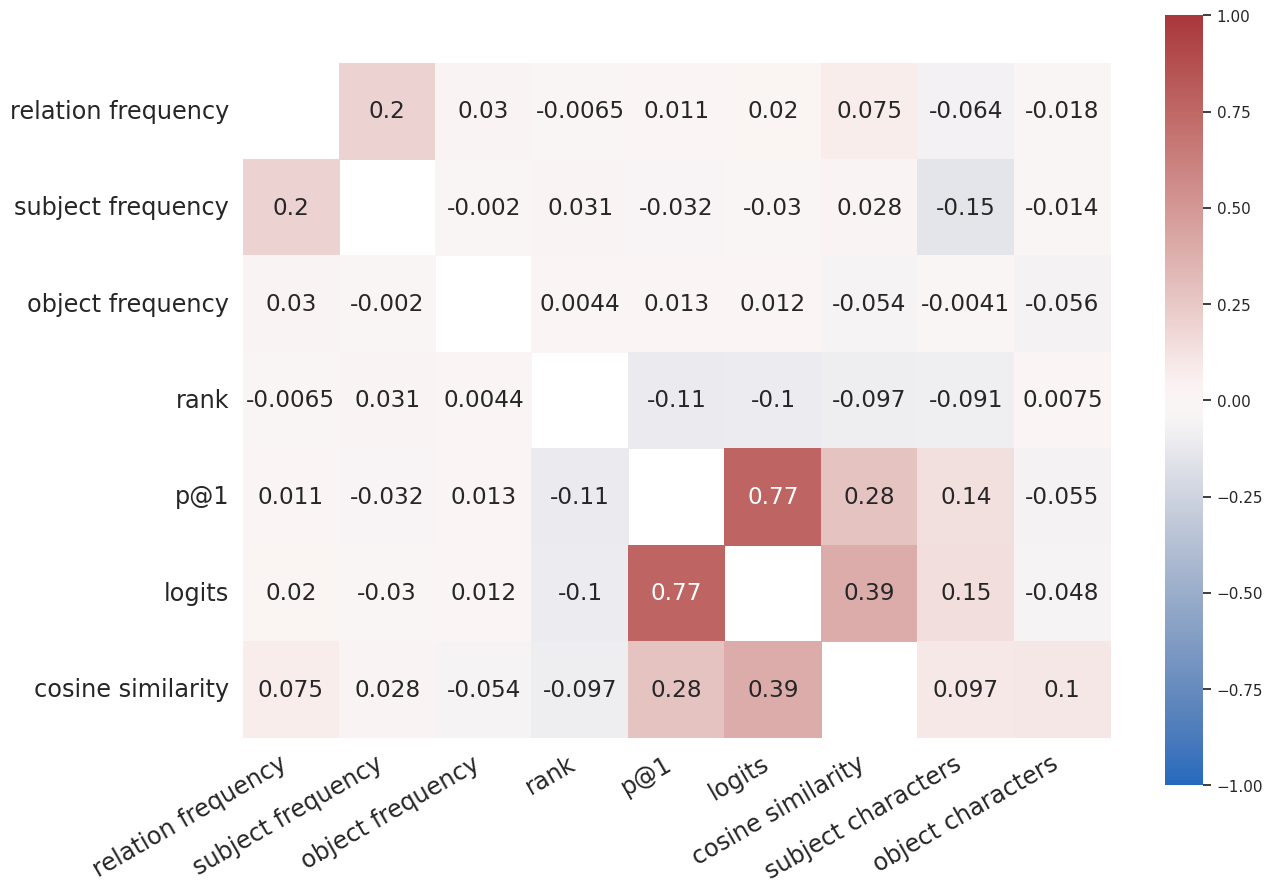 1.00
relation frequency 0.2 0.03 -0.0065 0.011 0.02 0.075 -0.064 -0.018
0.75
subject frequency 0.2 -0.002 0.031 -0.032 -0.03 0.028 -0.15 -0.014
0.50
object frequency 0.03 -0.002 0.0044 0.013 0.012 -0.054 -0.0041 -0.056
0.25
rank -0.0065 0.031 0.0044 -0.11 -0.1 -0.097 -0.091 0.0075
0.00
p@1 0.011 -0.032 0.013 -0.11 0.77 0.28 0.14 -0.055
−0.25
logits 0.02 -0.03 0.012 -0.1 0.77 0.39 0.15 -0.048
−0.50
cosine similarity 0.075 0.028 -0.054 -0.097 0.28 0.39 0.097 0.1
−0.75
−1.00
relation frequency
subject frequency
object frequency
rank
p@1
logits
cosine similarity
subject characters
object characters